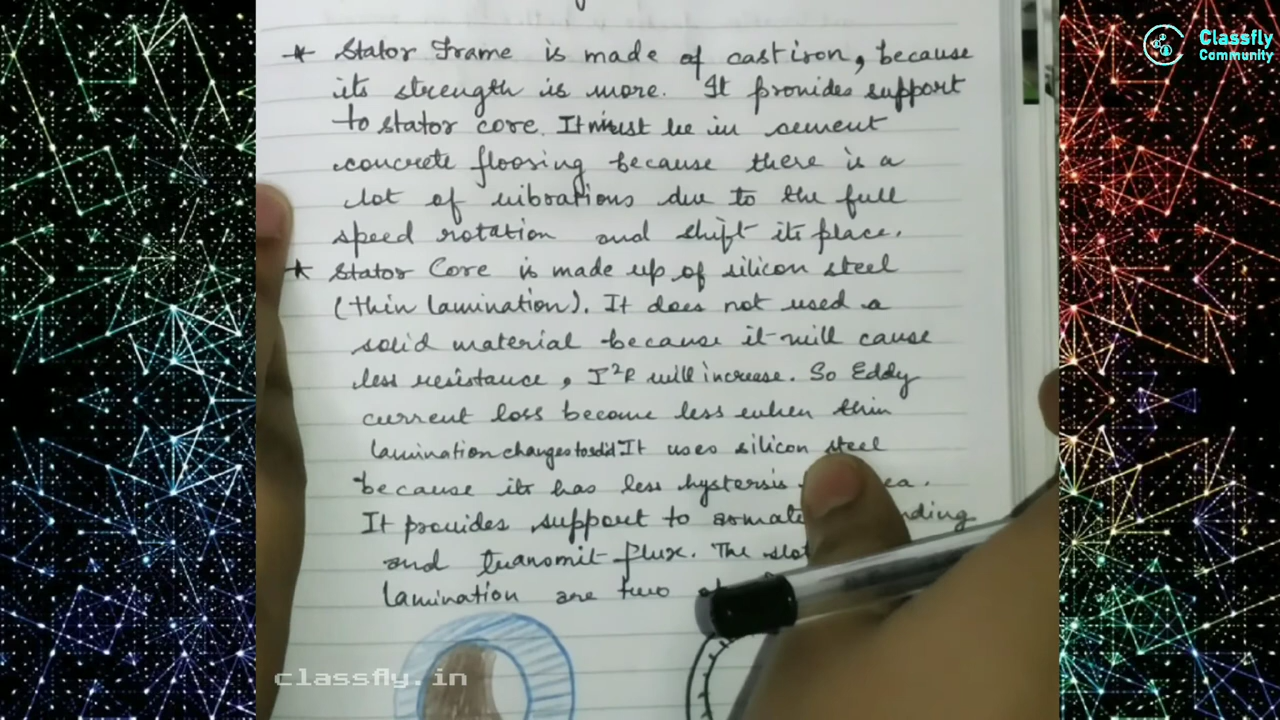 Classfly
Community
* Stator Frame is made of cast iron, because
its strength is more. It provides support
to stator core. It must be in cement
concrete floosing because there is a
lot of vibrations due to the full
speed rotation and shift its place.
* Stator Core is made up of silicon steel
(thin lamination). It does not used a
solid material because it will cause
less resistance, I²R will increase. So Eddy
current loss become less when thin
lamination changes to solid It uses silicon steel
because its has less hystersis
It provides support to
and transmit flux. The
lamination are two
classfly.in